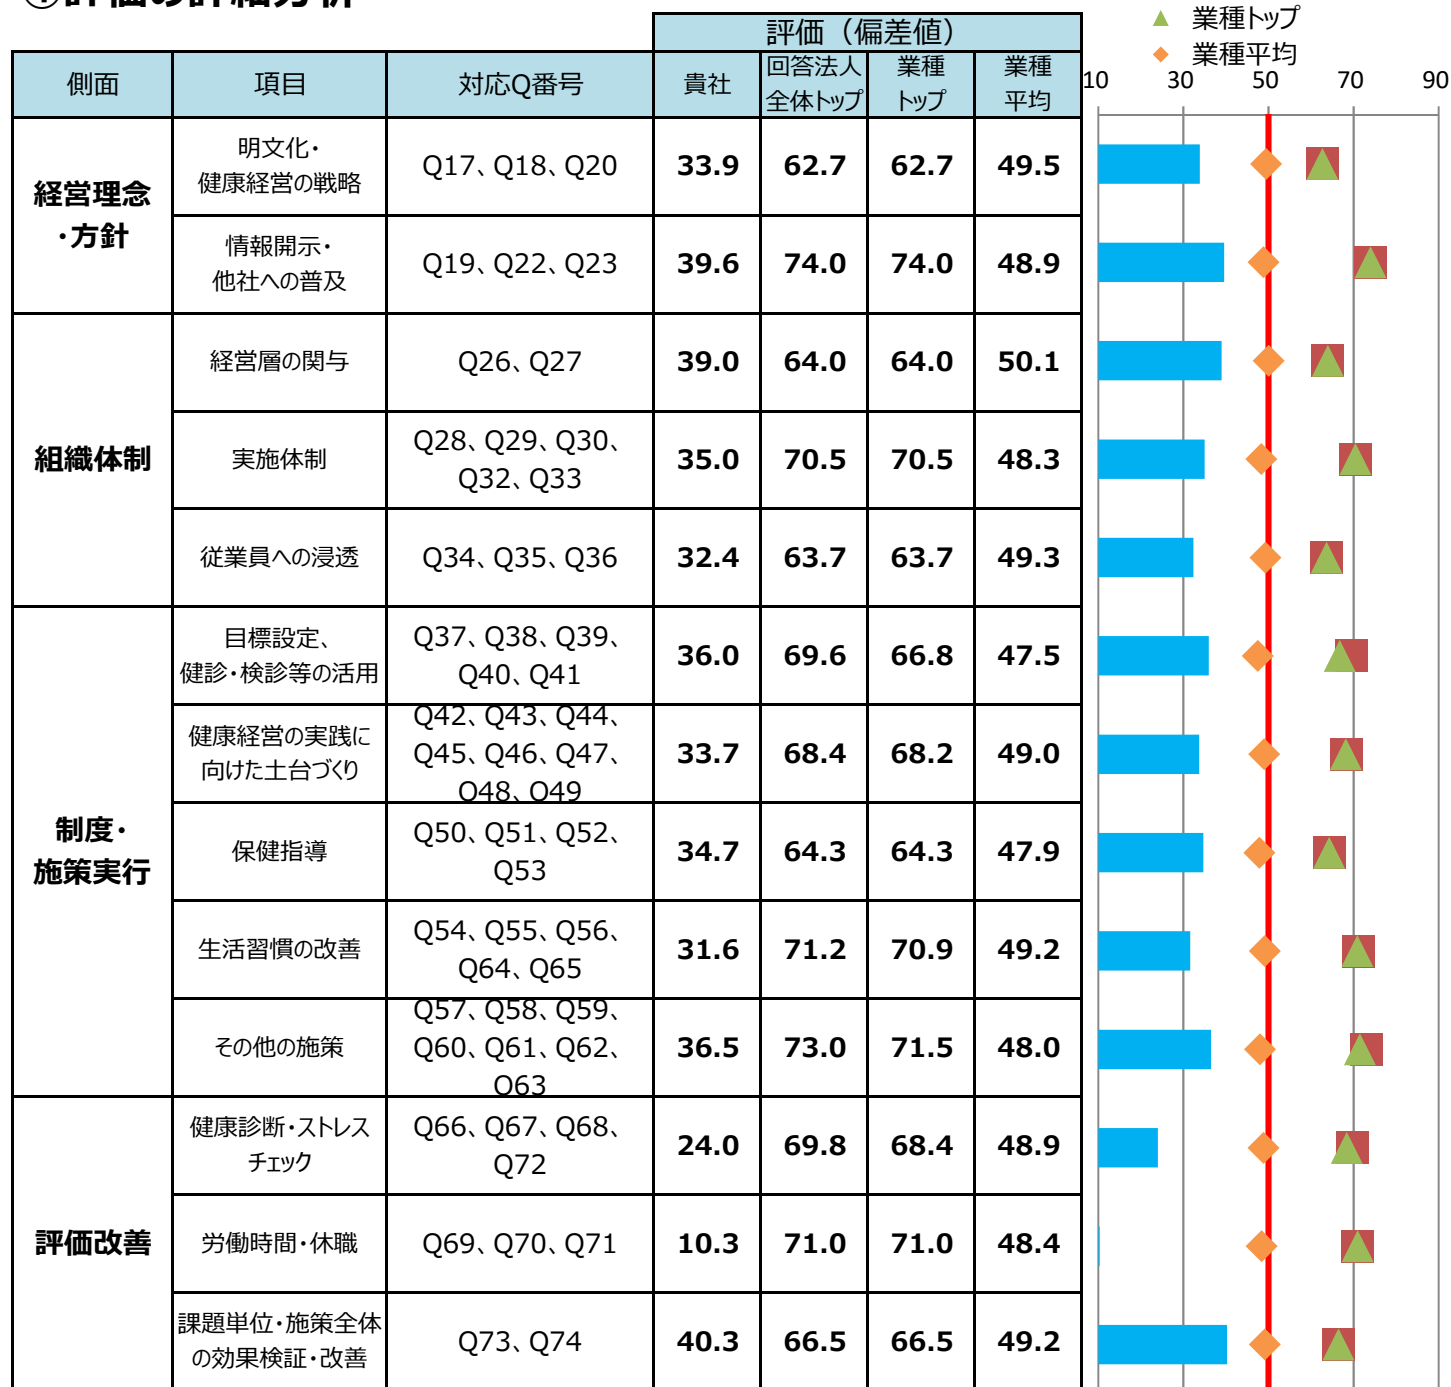 ①評価の詳細分析
業種トップ
業種平均
評価（偏差値）
側面
項目
対応Q番号
貴社
回答法人
全体トップ
業種
トップ
業種
平均
10
30
50
70
90
経営理念
・方針
明文化・
健康経営の戦略
Q17、Q18、Q20
33.9
62.7
62.7
49.5
情報開示・
他社への普及
Q19、Q22、Q23
39.6
74.0
74.0
48.9
組織体制
経営層の関与
Q26、Q27
39.0
64.0
64.0
50.1
実施体制
Q28、Q29、Q30、
Q32、Q33
35.0
70.5
70.5
48.3
従業員への浸透
Q34、Q35、Q36
32.4
63.7
63.7
49.3
制度・
施策実行
目標設定、
健診・検診等の活用
Q37、Q38、Q39、
Q40、Q41
36.0
69.6
66.8
47.5
健康経営の実践に
向けた土台づくり
Q42、Q43、Q44、
Q45、Q46、Q47、
Q48、Q49
33.7
68.4
68.2
49.0
保健指導
Q50、Q51、Q52、
Q53
34.7
64.3
64.3
47.9
生活習慣の改善
Q54、Q55、Q56、
Q64、Q65
31.6
71.2
70.9
49.2
その他の施策
Q57、Q58、Q59、
Q60、Q61、Q62、
Q63
36.5
73.0
71.5
48.0
評価改善
健康診断・ストレス
チェック
Q66、Q67、Q68、
Q72
24.0
69.8
68.4
48.9
労働時間・休職
Q69、Q70、Q71
10.3
71.0
71.0
48.4
課題単位・施策全体
の効果検証・改善
Q73、Q74
40.3
66.5
66.5
49.2